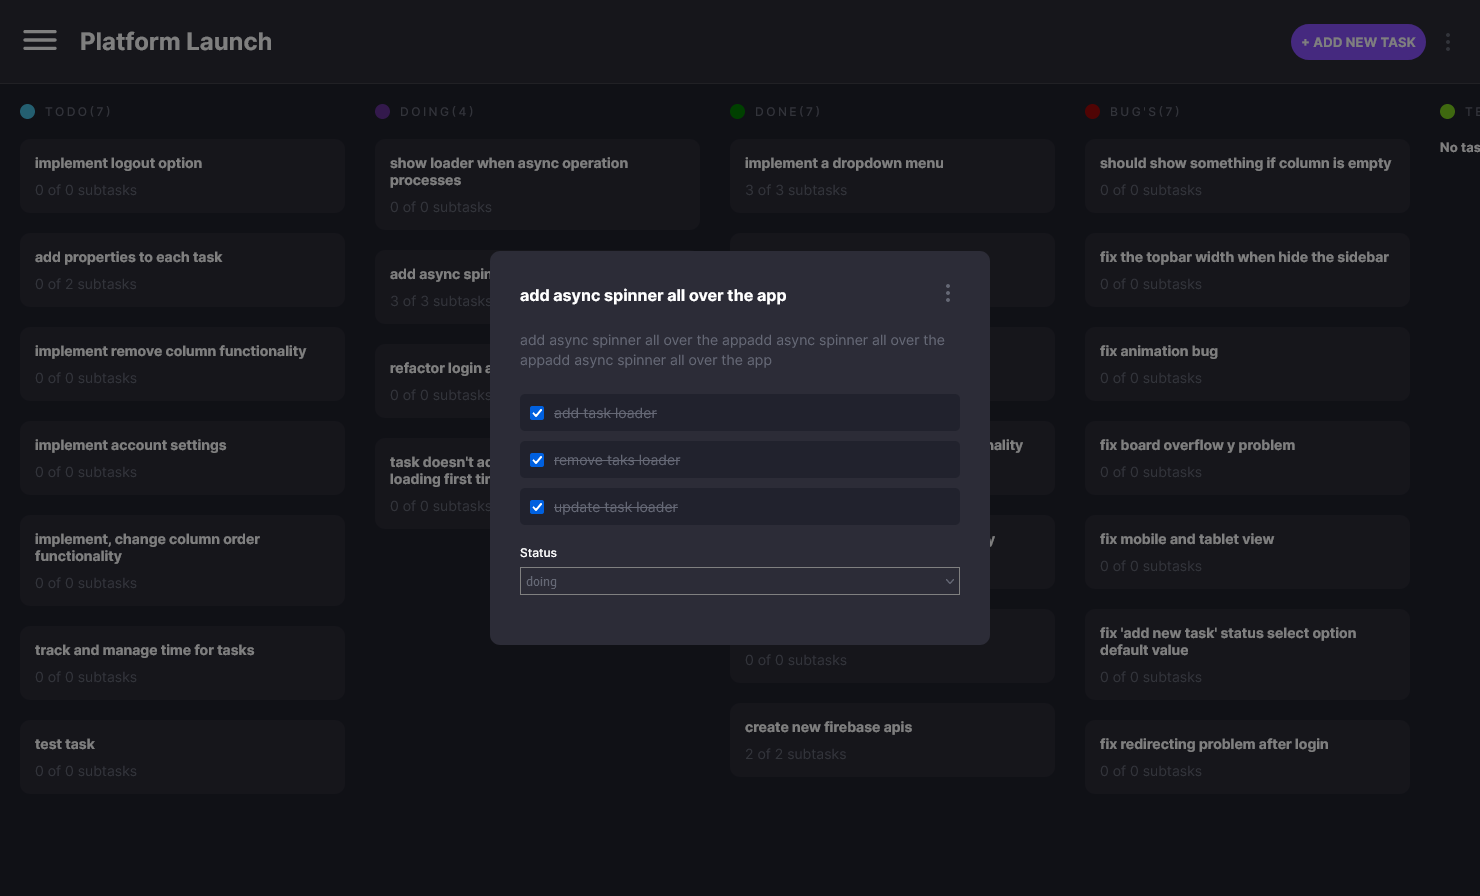 Platform Launch
+ ADD NEW TASK
TODO(7)
implement logout option
0 of 0 subtasks
add properties to each task
0 of 2 subtasks
implement remove column functionality
0 of 0 subtasks
implement account settings
0 of 0 subtasks
implement, change column order
functionality
0 of 0 subtasks
track and manage time for tasks
0 of 0 subtasks
test task
0 of 0 subtasks
DOING(4)
show loader when async operation
processes
0 of 0 subtasks
add async spin
3 of 3 subtasks
refactor login a
0 of 0 subtasks
task doesn't ad
loading first tir
0 of 0 subtasks
add async spinner all over the app
add async spinner all over the appadd async spinner all over the
appadd async spinner all over the app
add task loader
remove taks loader
update task loader
Status
doing
DONE(7)
implement a dropdown menu
3 of 3 subtasks
nality
y
0 of 0 subtasks
create new firebase apis
2 of 2 subtasks
BUG'S(7)
should show something if column is empty
0 of 0 subtasks
fix the topbar width when hide the sidebar
0 of 0 subtasks
fix animation bug
0 of 0 subtasks
fix board overflow y problem
0 of 0 subtasks
fix mobile and tablet view
0 of 0 subtasks
fix 'add new task' status select option
default value
0 of 0 subtasks
fix redirecting problem after login
0 of 0 subtasks
TE
No tas